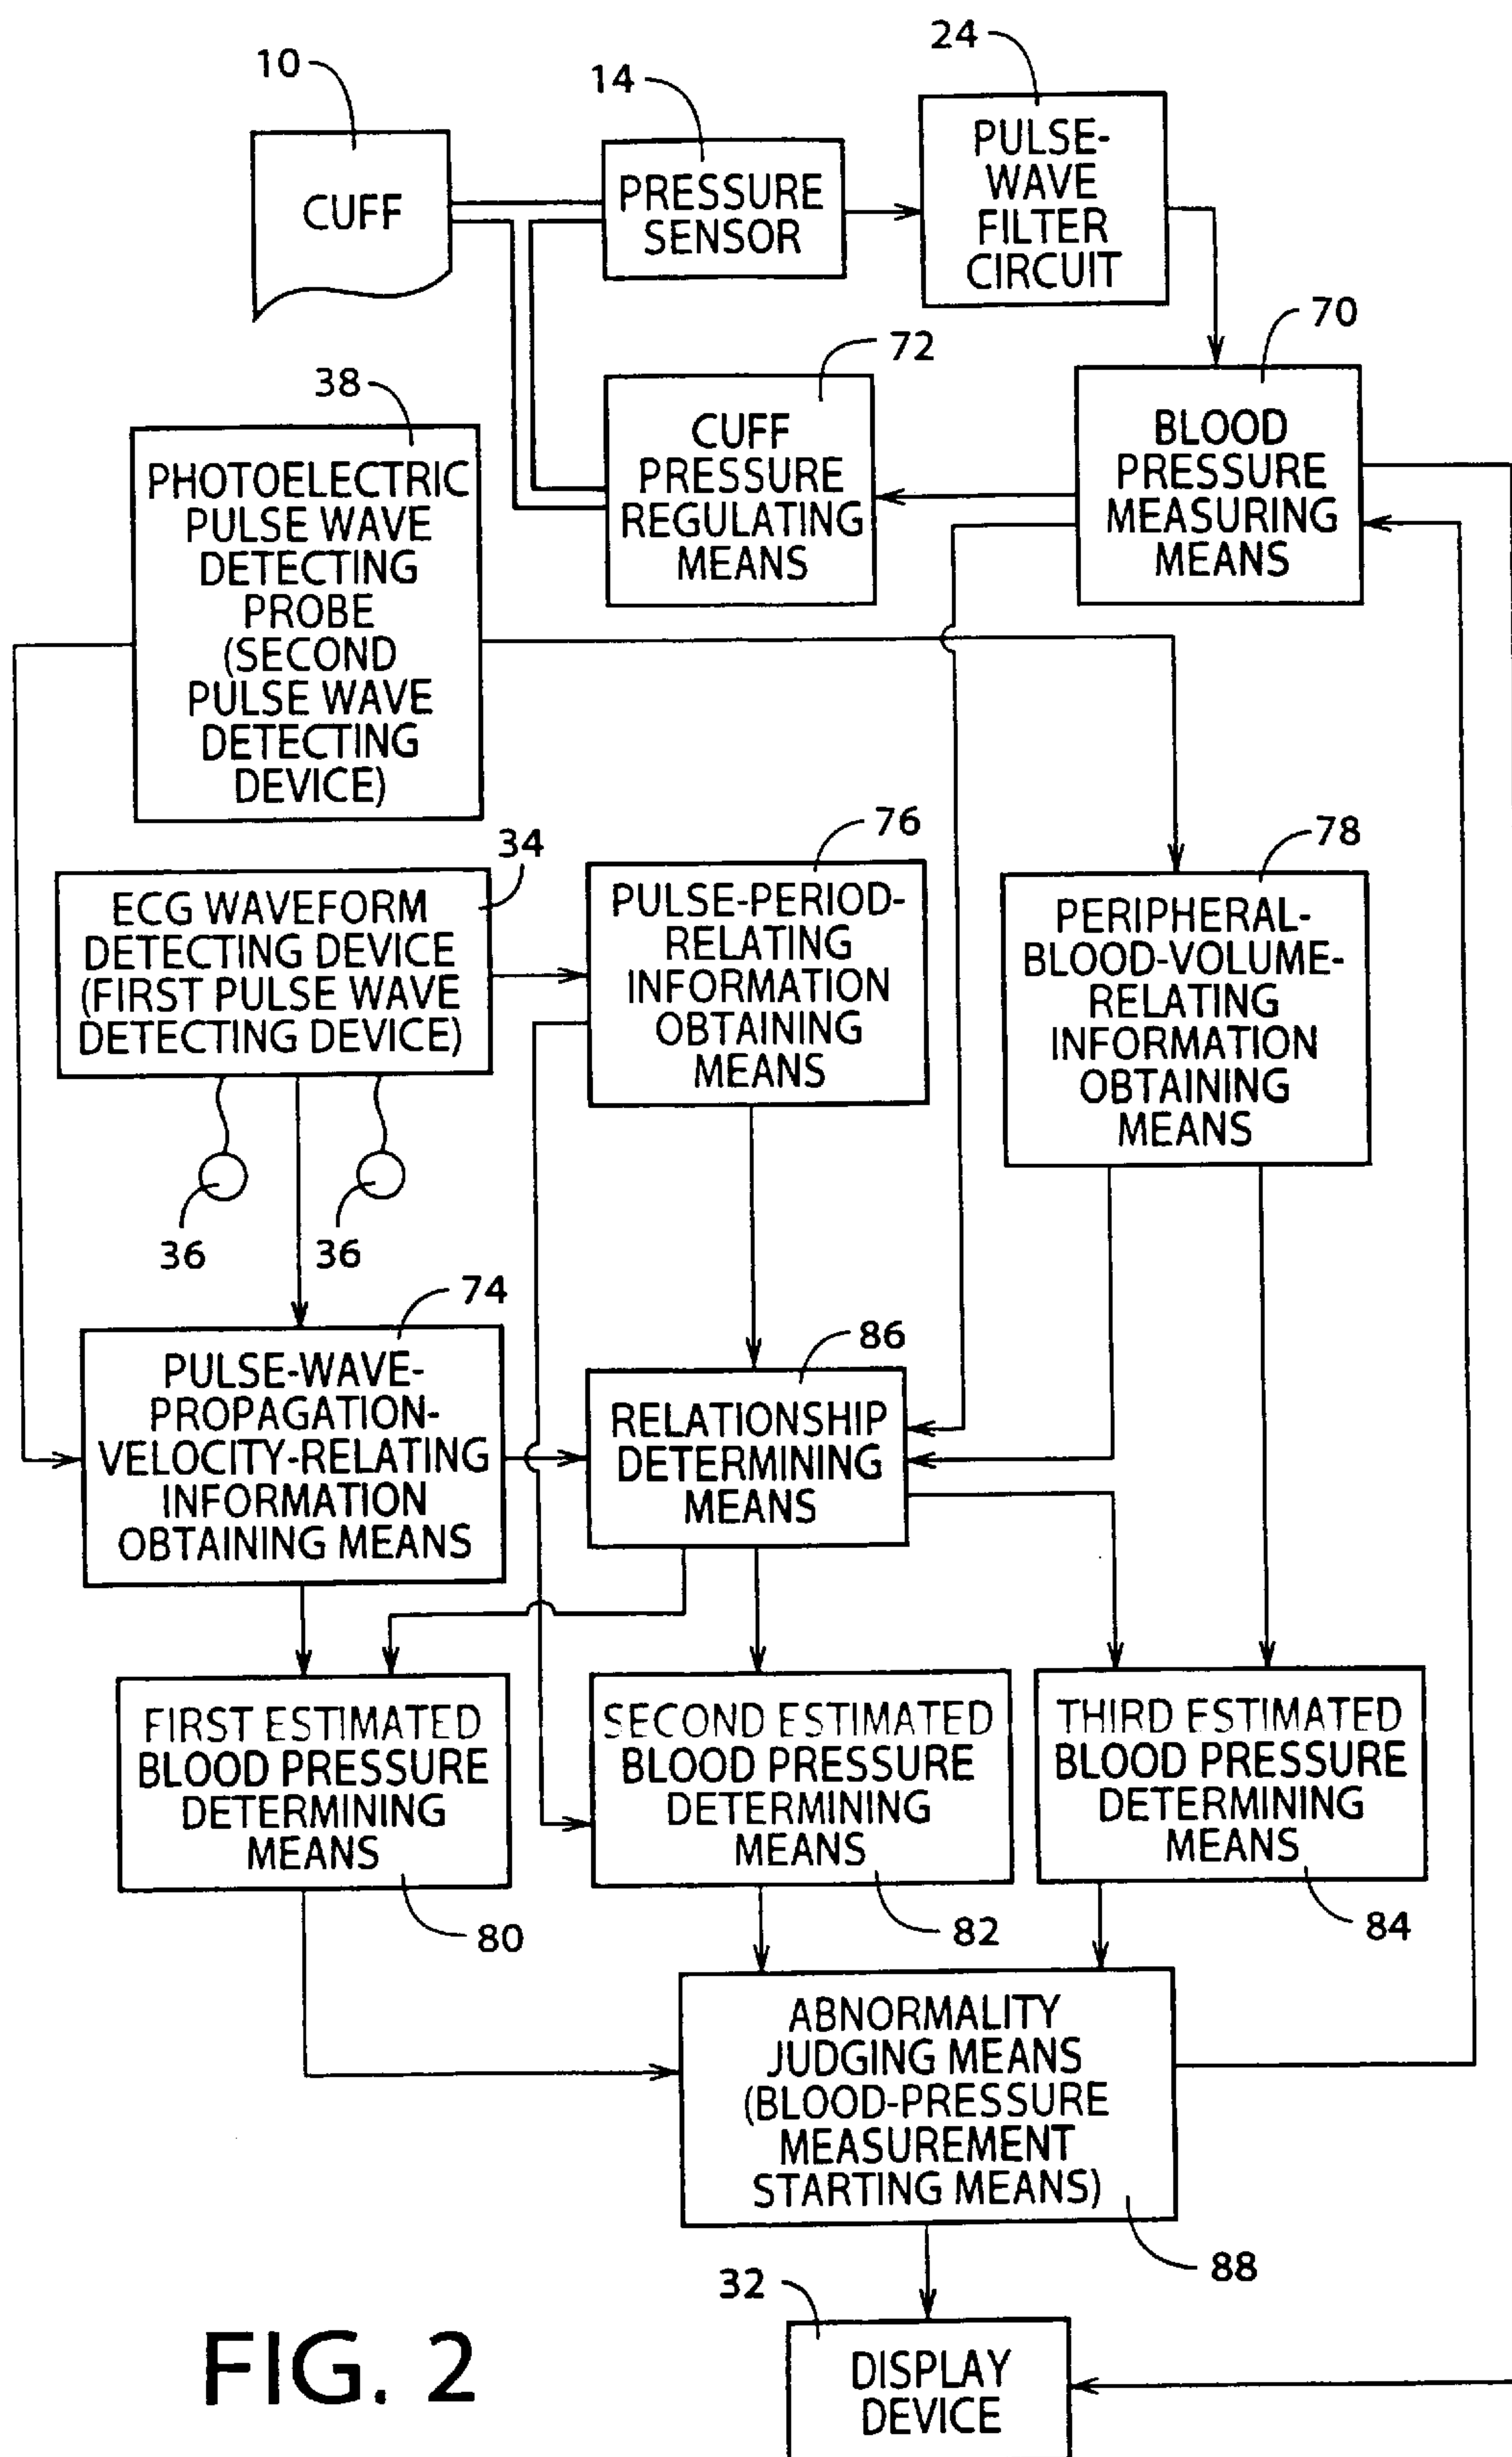 10
CUFF
14
PRESSURE
SENSOR
24
PULSE-
WAVE
FILTER
CIRCUIT
72
CUFF
PRESSURE
REGULATING
MEANS
70
BLOOD
PRESSURE
MEASURING
MEANS
38
PHOTOELECTRIC
PULSE WAVE
DETECTING
PROBE
(SECOND
PULSE WAVE
DETECTING
DEVICE)
34
ECG WAVEFORM
DETECTING DEVICE
(FIRST PULSE WAVE
DETECTING DEVICE)
36
36
76
PULSE-PERIOD-
RELATING
INFORMATION
OBTAINING
MEANS
78
PERIPHERAL-
BLOOD-VOLUME-
RELATING
INFORMATION
OBTAINING
MEANS
74
PULSE-WAVE-
PROPAGATION-
VELOCITY-RELATING
INFORMATION
OBTAINING MEANS
86
RELATIONSHIP
DETERMINING
MEANS
FIRST ESTIMATED
BLOOD PRESSURE
DETERMINING
MEANS
80
SECOND ESTIMATED
BLOOD PRESSURE
DETERMINING
MEANS
82
THIRD ESTIMATED
BLOOD PRESSURE
DETERMINING
MEANS
84
ABNORMALITY
JUDGING MEANS
(BLOOD-PRESSURE
MEASUREMENT
STARTING MEANS)
88
32
DISPLAY
DEVICE
FIG. 2